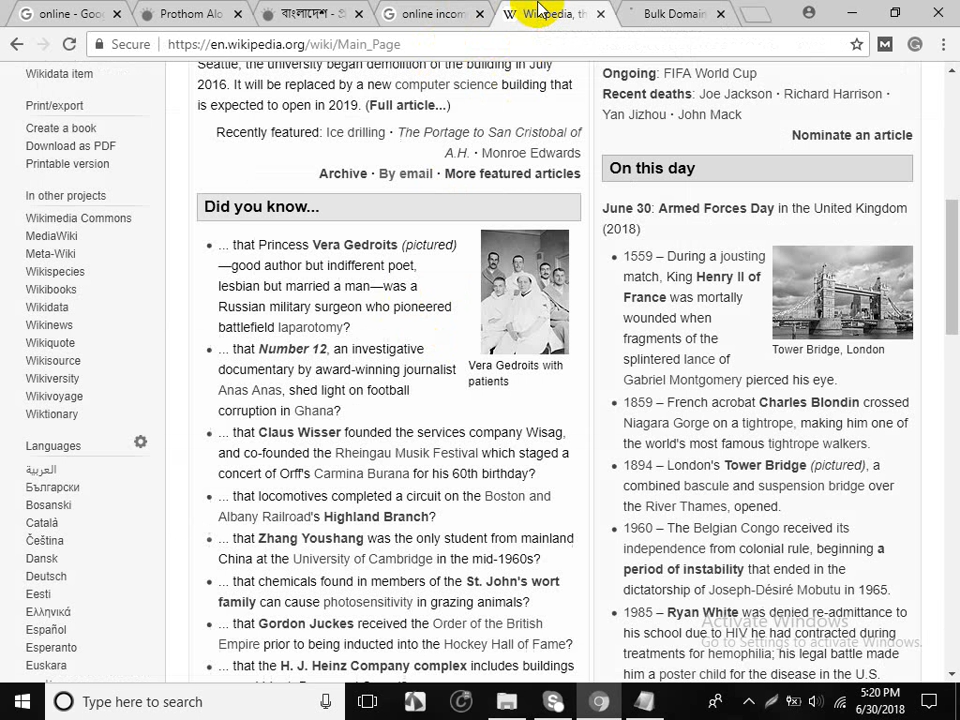 online - Goo
Prothom Alo
বাংলাদেশ - প্র
online incom
Wikipedia, th
Bulk Domain
Secure
https://en.wikipedia.org/wiki/Main_Page
Wikidata item
Print/export
Create a book
Download as PDF
Printable version
In other projects
Wikimedia Commons
MediaWiki
Meta-Wiki
Wikispecies
Wikibooks
Wikidata
Wikinews
Wikiquote
Wikisource
Wikiversity
Wikivoyage
Wiktionary
Languages
العربية
Български
Bosanski
Català
Čeština
Dansk
Deutsch
Eesti
Ελληνικά
Español
Esperanto
Euskara
Seattle, the university began demolition of the building in July
2016. It will be replaced by a new computer science building that
is expected to open in 2019. (Full article...)
Recently featured: Ice drilling · The Portage to San Cristobal of
A.H. · Monroe Edwards
Archive · By email · More featured articles
Did you know...
... that Princess Vera Gedroits (pictured)
—good author but indifferent poet,
lesbian but married a man—was a
Russian military surgeon who pioneered
battlefield laparotomy?
Vera Gedroits with
patients
... that Number 12, an investigative
documentary by award-winning journalist
Anas Anas, shed light on football
corruption in Ghana?
... that Claus Wisser founded the services company Wisag,
and co-founded the Rheingau Musik Festival which staged a
concert of Orff's Carmina Burana for his 60th birthday?
... that locomotives completed a circuit on the Boston and
Albany Railroad's Highland Branch?
... that Zhang Youshang was the only student from mainland
China at the University of Cambridge in the mid-1960s?
... that chemicals found in members of the St. John's wort
family can cause photosensitivity in grazing animals?
... that Gordon Juckes received the Order of the British
Empire prior to being inducted into the Hockey Hall of Fame?
... that the H. J. Heinz Company complex includes buildings
Ongoing: FIFA World Cup
Recent deaths: Joe Jackson · Richard Harrison ·
Yan Jizhou · John Mack
Nominate an article
On this day
June 30: Armed Forces Day in the United Kingdom
(2018)
1559 – During a jousting
match, King Henry II of
France was mortally
wounded when
fragments of the
splintered lance of
Gabriel Montgomery pierced his eye.
Tower Bridge, London
1859 – French acrobat Charles Blondin crossed
Niagara Gorge on a tightrope, making him one of
the world's most famous tightrope walkers.
1894 – London's Tower Bridge (pictured), a
combined bascule and suspension bridge over
the River Thames, opened.
1960 – The Belgian Congo received its
independence from colonial rule, beginning a
period of instability that ended in the
dictatorship of Joseph-Désiré Mobutu in 1965.
1985 – Ryan White was denied re-admittance to
his school due to HIV he had contracted during
treatments for hemophilia; his legal battle made
him a poster child for the disease in the U.S.
Activate Windows
Go to Settings to activate Windows.
Type here to search
5:20 PM
6/30/2018